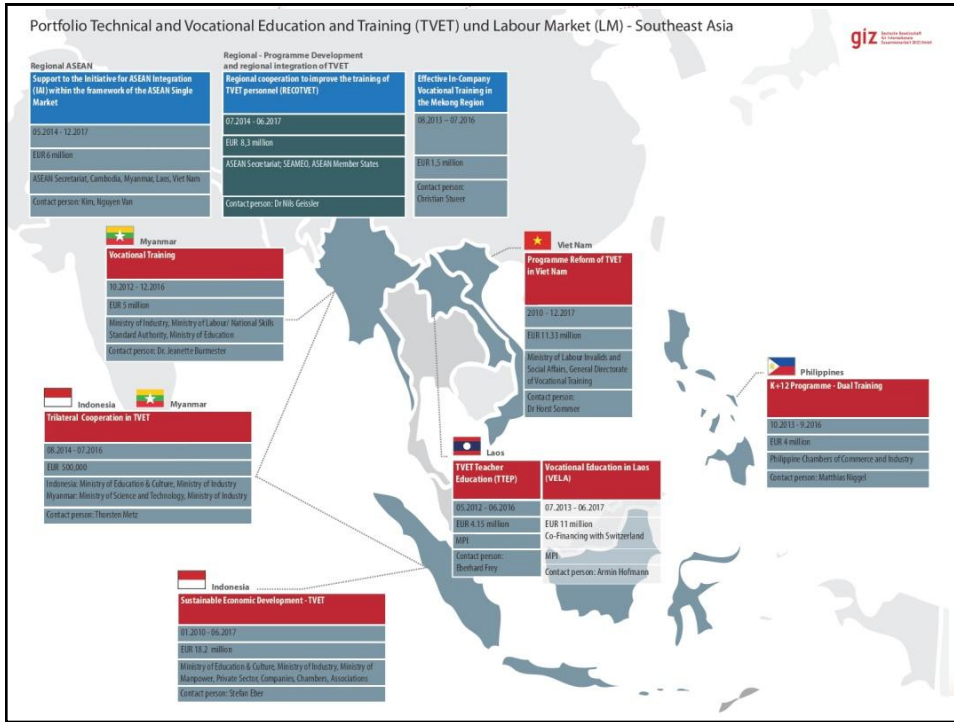 Portfolio Technical and Vocational Education and Training (TVET) und Labour Market (LM) - Southeast Asia
giz
Deutsche Gesellschaft
für Internationale
Zusammenarbeit (GIZ) GmbH
Regional ASEAN
Support to the Initiative for ASEAN Integration
(IAI) within the framework of the ASEAN Single
Market
05.2014 - 12.2017
EUR 6 million
ASEAN Secretariat, Cambodia, Myanmar, Laos, Viet Nam
Contact person: Kim, Nguyen Van
Regional - Programme Development
and regional integration of TVET
Regional cooperation to improve the training of
TVET personnel (RECOTVET)
07.2014 - 06.2017
EUR 8,3 million
ASEAN Secretariat; SEAMEO, ASEAN Member States
Contact person: Dr Nils Geissler
Effective In-Company
Vocational Training in
the Mekong Region
08.2013 – 07.2016
EUR 1,5 million
Contact person:
Christian Stueer
Myanmar
Vocational Training
10.2012 - 12.2016
EUR 5 million
Ministry of Industry, Ministry of Labour/ National Skills
Standard Authority, Ministry of Education
Contact person: Dr. Jeanette Burmester
Viet Nam
Programme Reform of TVET
in Viet Nam
2010 - 12.2017
EUR 11.33 million
Ministry of Labour Invalids and
Social Affairs, General Directorate
of Vocational Training
Contact person:
Dr Horst Sommer
Philippines
K+12 Programme - Dual Training
10.2013 - 9.2016
EUR 4 million
Philippine Chambers of Commerce and Industry
Contact person: Matthias Niggel
Indonesia
Myanmar
Trilateral Cooperation in TVET
08.2014 - 07.2016
EUR 500,000
Indonesia: Ministry of Education & Culture, Ministry of Industry
Myanmar: Ministry of Science and Technology, Ministry of Industry
Contact person: Thorsten Metz
Laos
TVET Teacher
Education (TTEP)
05.2012 - 06.2016
EUR 4.15 million
MPI
Contact person:
Eberhard Frey
Vocational Education in Laos
(VELA)
07.2013 - 06.2017
EUR 11 million
Co-Financing with Switzerland
MPI
Contact person: Armin Hofmann
Indonesia
Sustainable Economic Development - TVET
01.2010 - 06.2017
EUR 18.2 million
Ministry of Education & Culture, Ministry of Industry, Ministry of
Manpower, Private Sector, Companies, Chambers, Associations
Contact person: Stefan Eber